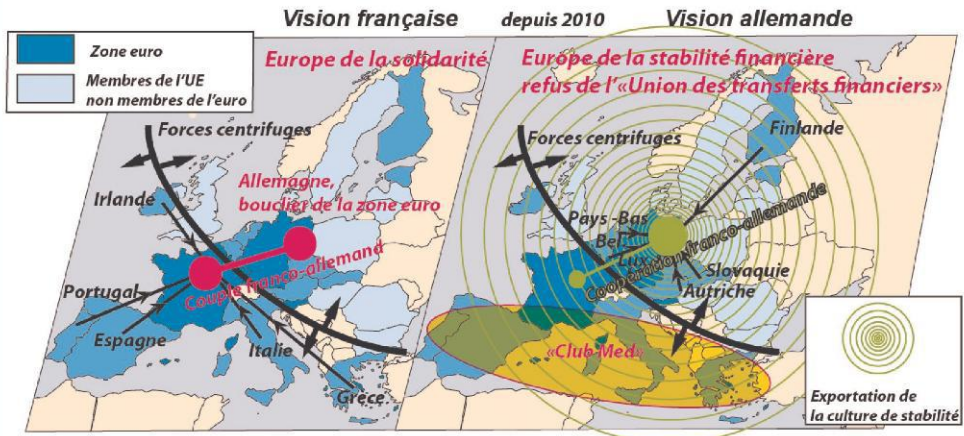 Vision française
depuis 2010
Vision allemande
Zone euro
Membres de l'UE
non membres de l'euro
Europe de la solidarité
Forces centrifuges
Irlande
Allemagne,
bouclier de la zone euro
Couple franco-allemand
Portugal
Espagne
Italie
Grèce
Europe de la stabilité financière
refus de l'«Union des transferts financiers»
Forces centrifuges
Finlande
Pays-Bas
Bel
Lux
Coopération franco-allemande
Slovaquie
Autriche
«Club Med»
Exportation de
la culture de stabilité